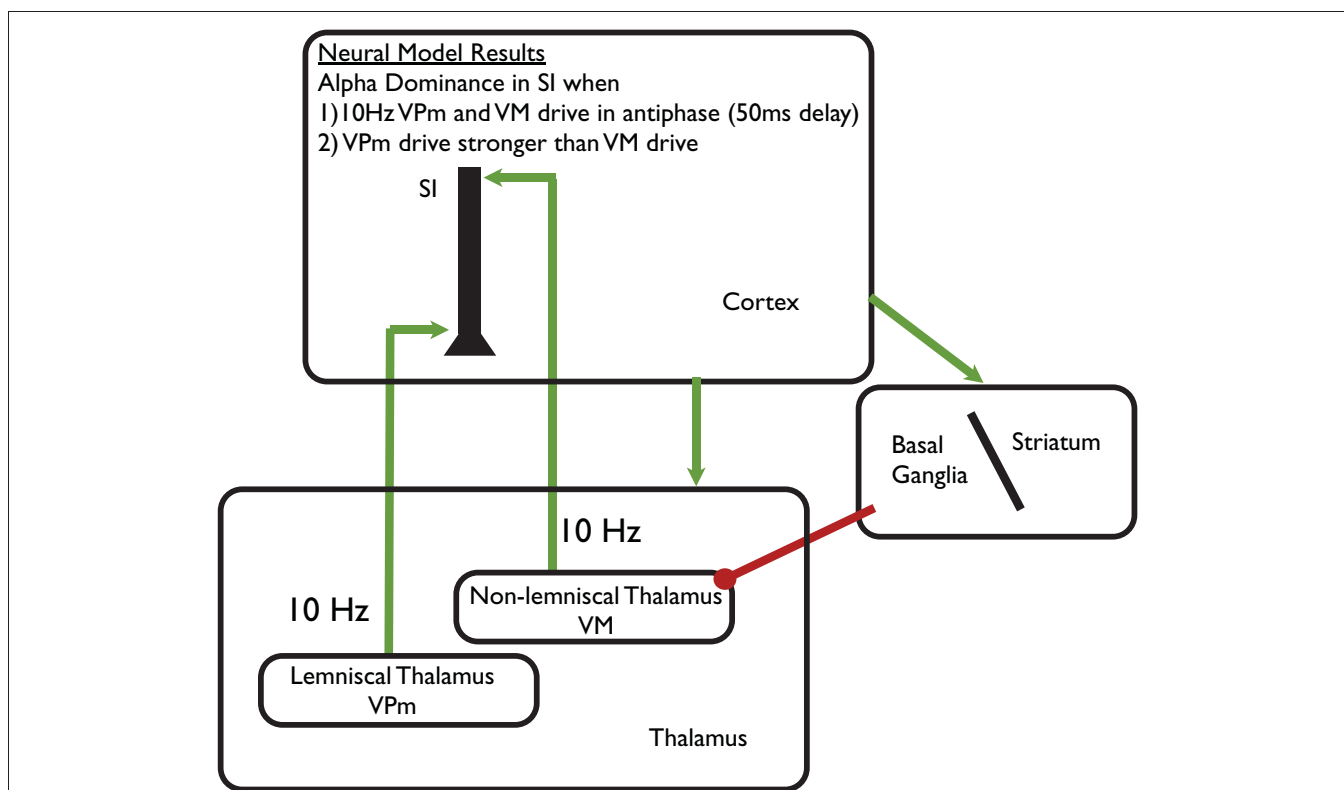 Neural Model Results
Alpha Dominance in SI when
1)10Hz VPm and VM drive in antiphase (50ms delay)
2) VPm drive stronger than VM drive
SI
Cortex
Basal
Ganglia
Striatum
10 Hz
Non-lemniscal Thalamus
VM
10 Hz
Lemniscal Thalamus
VPm
Thalamus